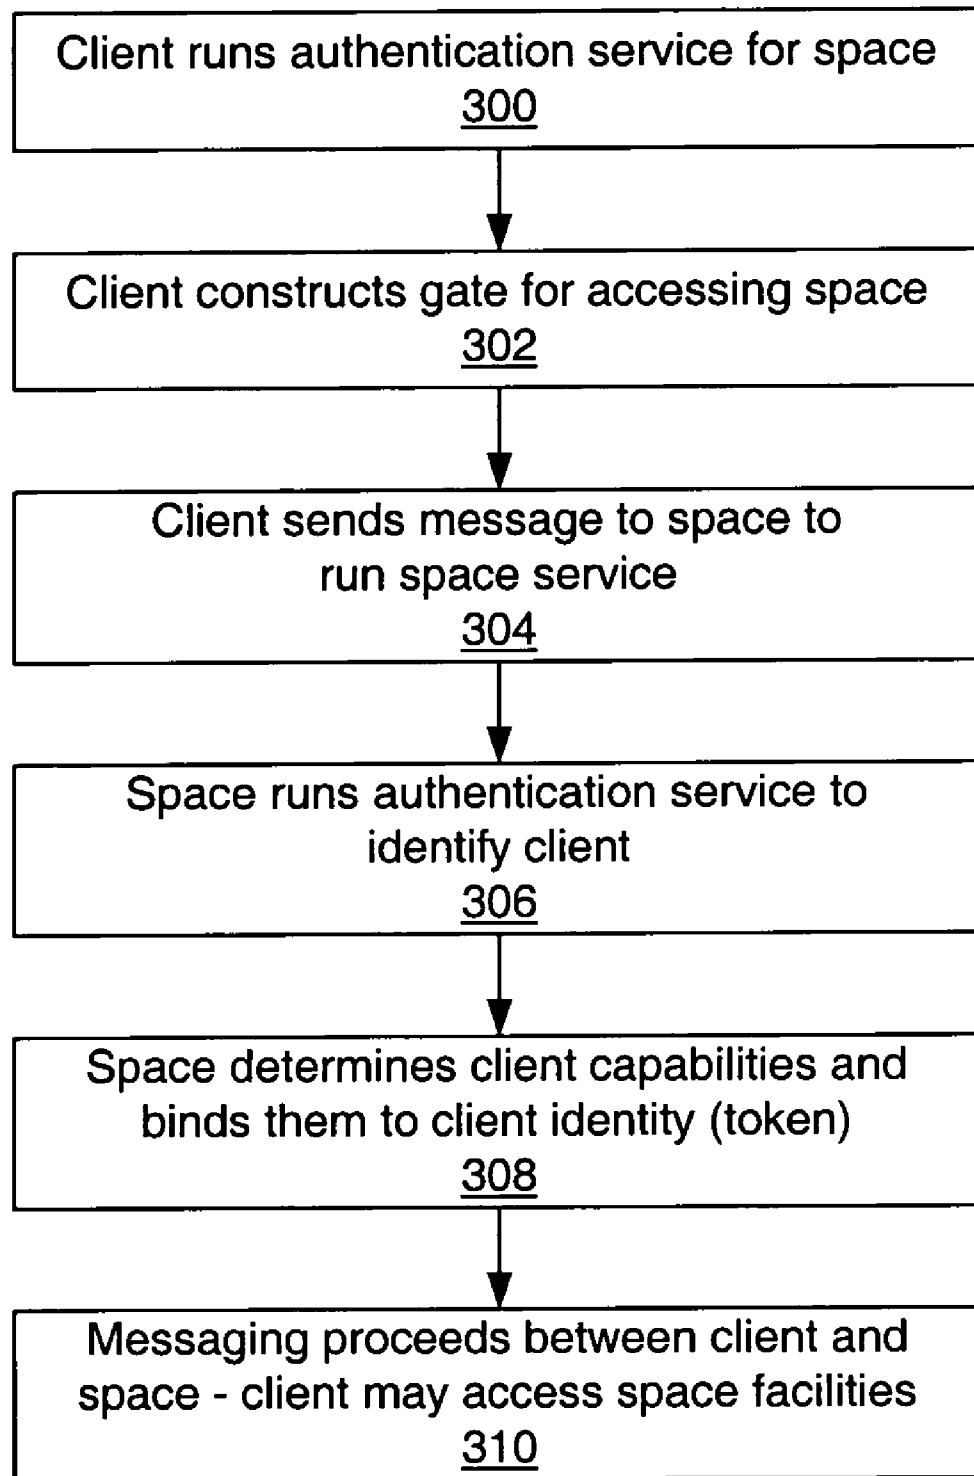 Client runs authentication service for space
300
Client constructs gate for accessing space
302
Client sends message to space to
run space service
304
Space runs authentication service to
identify client
306
Space determines client capabilities and
binds them to client identity (token)
308
Messaging proceeds between client and
space - client may access space facilities
310